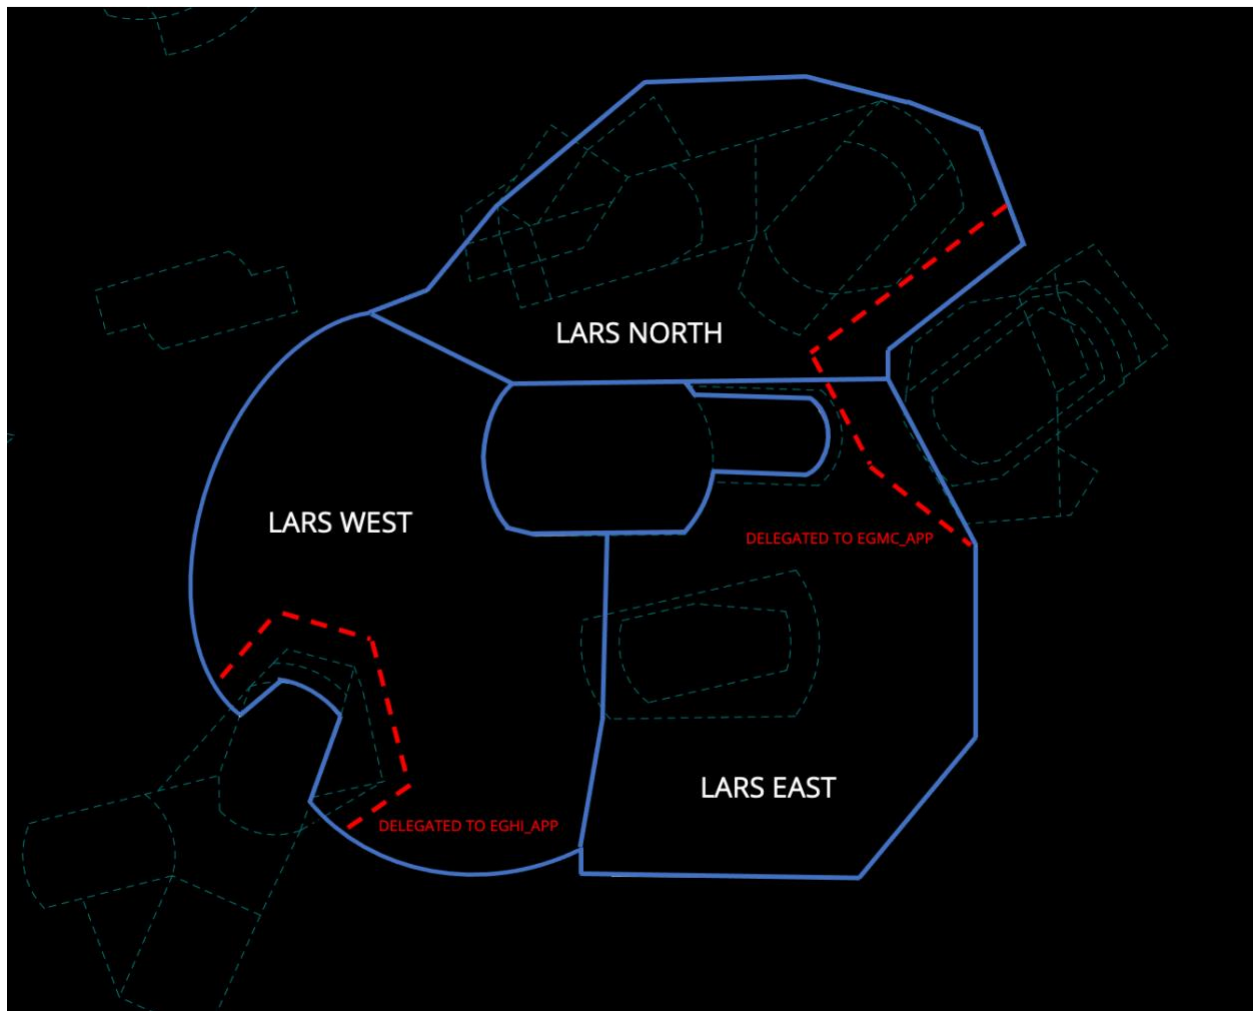 LARS NORTH
LARS WEST
DELEGATED TO EGMC_APP
LARS EAST
DELEGATED TO EGHI_APP